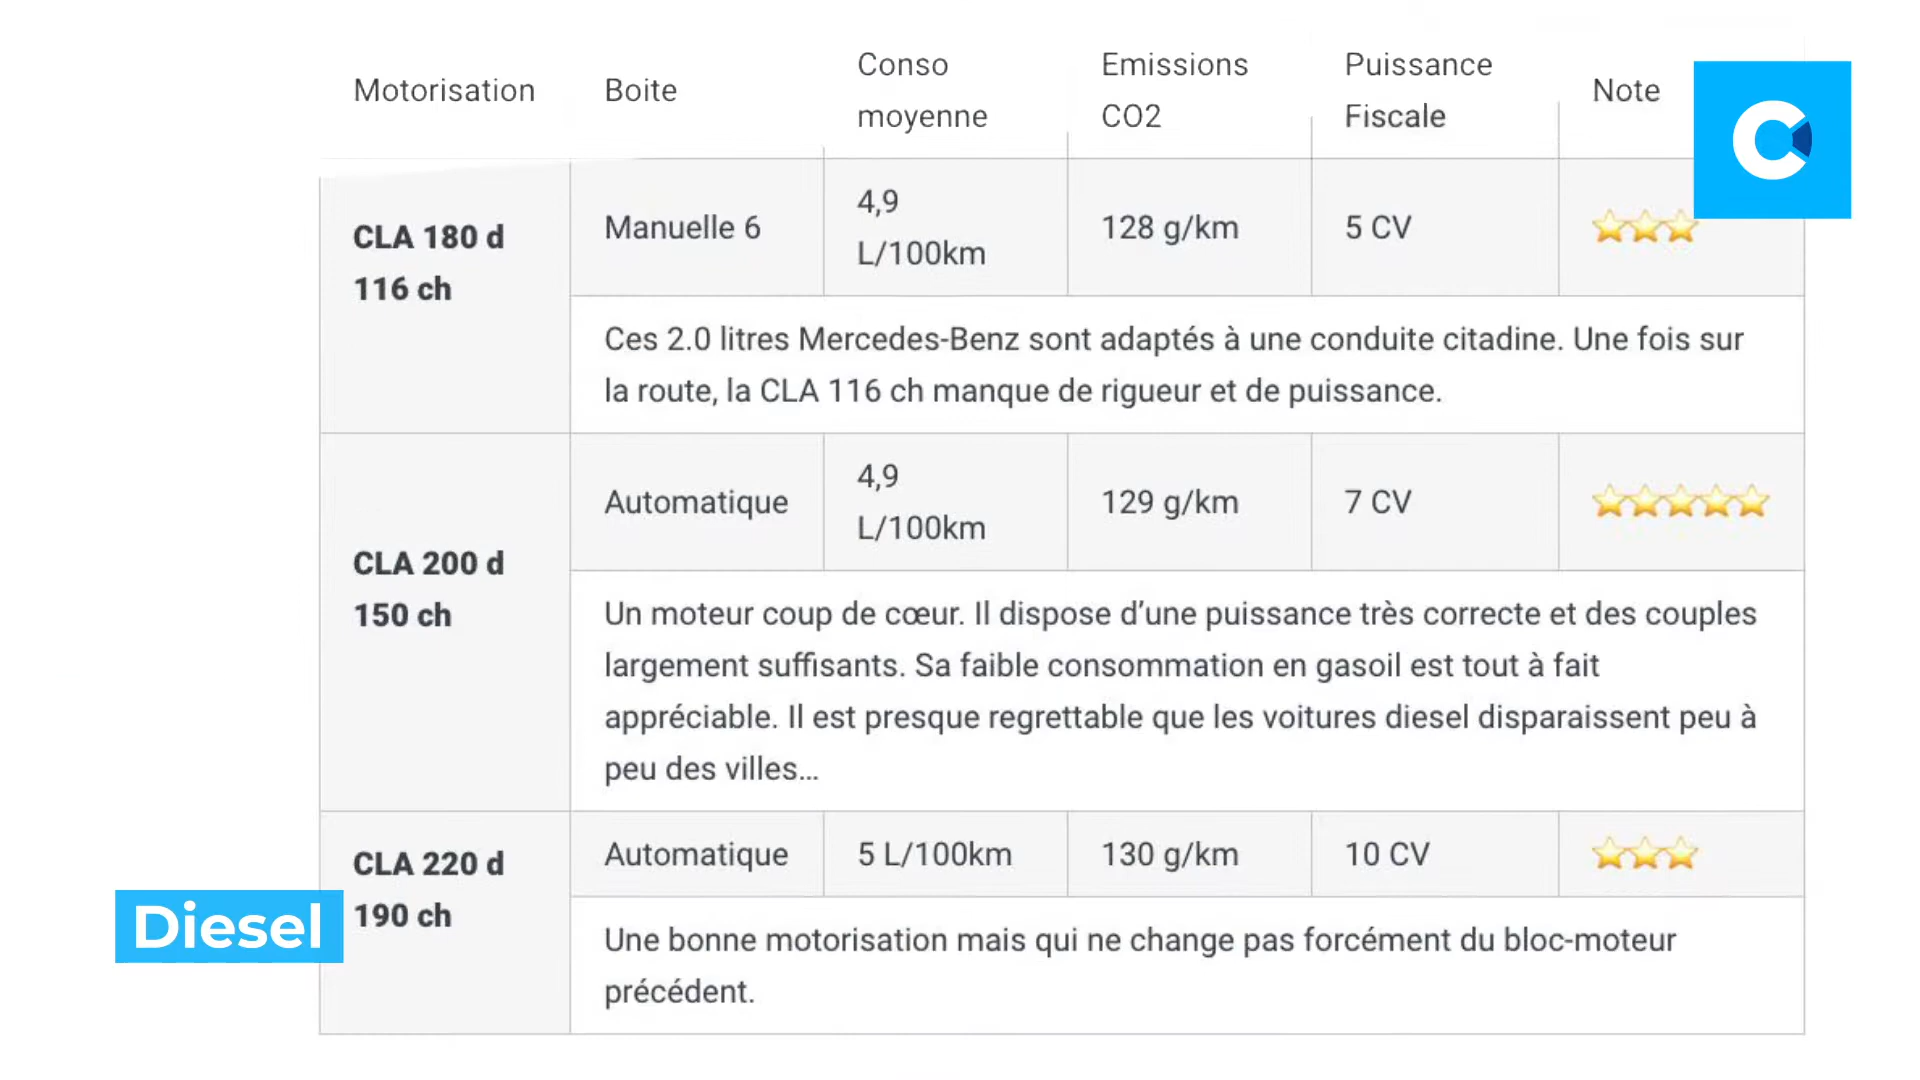 Motorisation
Boite
Conso
moyenne
Emissions
CO2
Puissance
Fiscale
Note
C
CLA 180 d
116 ch
Manuelle 6
4,9
L/100km
128 g/km
5 CV
Ces 2.0 litres Mercedes-Benz sont adaptés à une conduite citadine. Une fois sur
la route, la CLA 116 ch manque de rigueur et de puissance.
CLA 200 d
150 ch
Automatique
4,9
L/100km
129 g/km
7 CV
Un moteur coup de cœur. Il dispose d’une puissance très correcte et des couples
largement suffisants. Sa faible consommation en gasoil est tout à fait
appréciable. Il est presque regrettable que les voitures diesel disparaissent peu à
peu des villes...
CLA 220 d
190 ch
Automatique
5 L/100km
130 g/km
10 CV
Une bonne motorisation mais qui ne change pas forcément du bloc-moteur
précédent.
Diesel